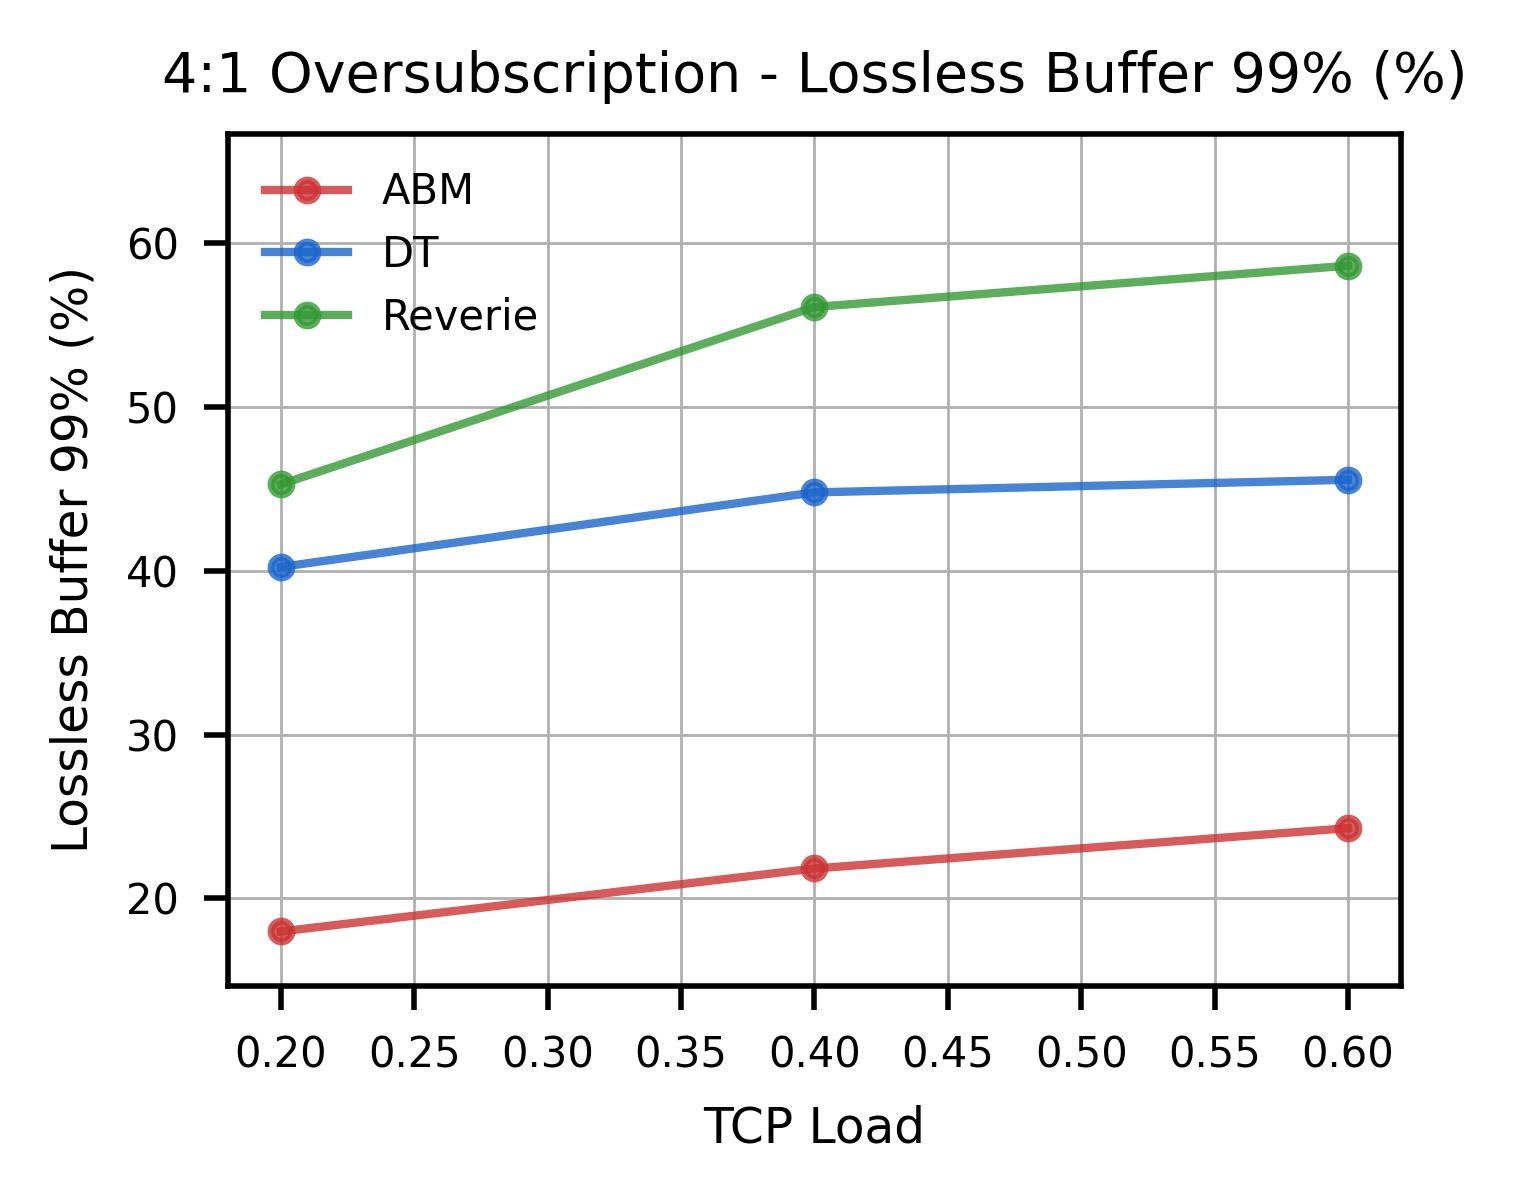 4:1 Oversubscription - Lossless Buffer 99% (%)
ABM
DT
Reverie
60
50
40
30
20
Lossless Buffer 99% (%)
0.20 0.25 0.30 0.35 0.40 0.45 0.50 0.55 0.60
TCP Load